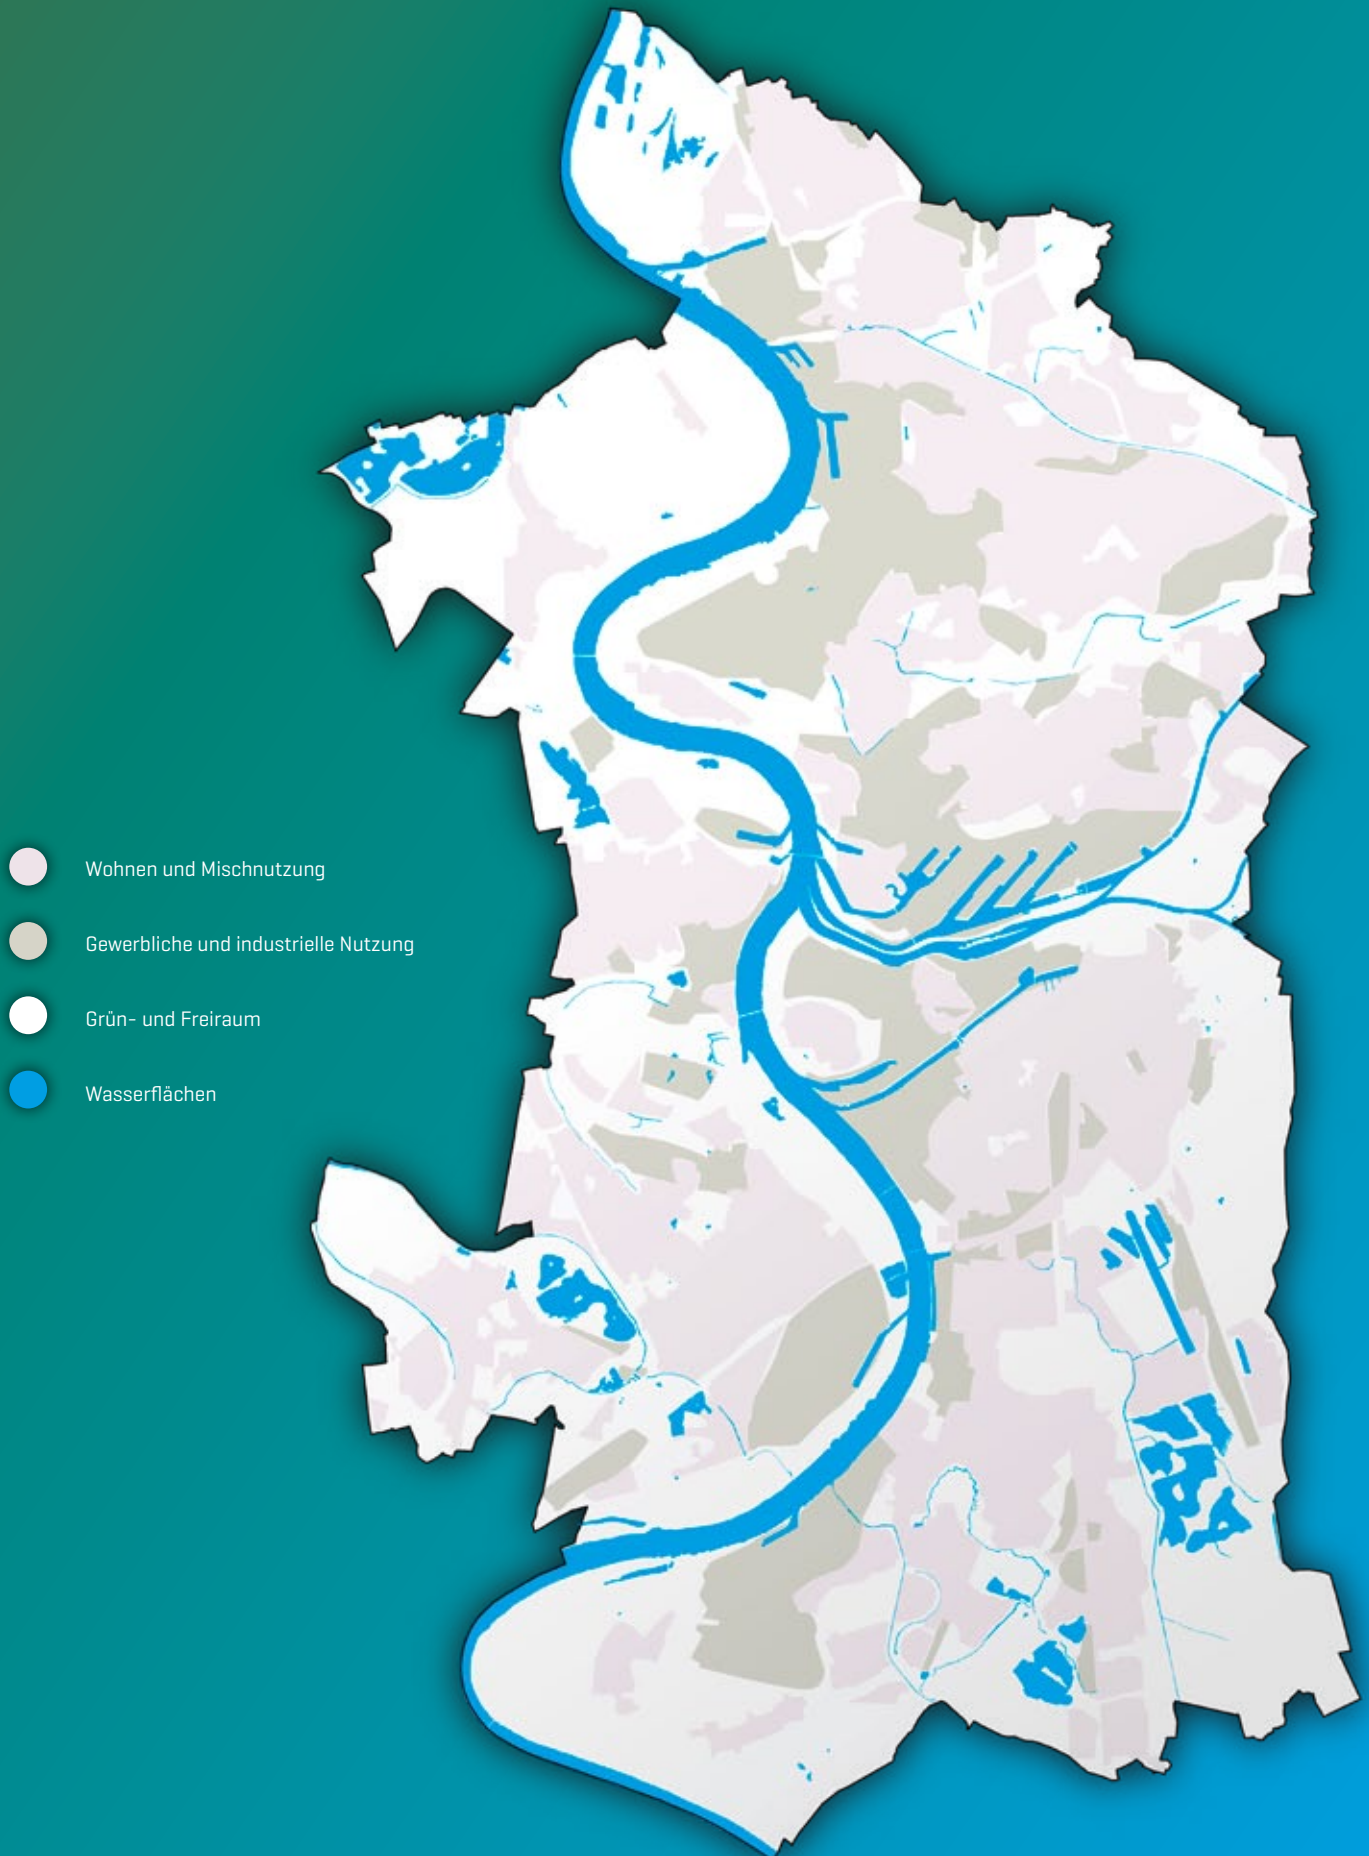 Wohnen und Mischnutzung
Gewerbliche und industrielle Nutzung
Grün- und Freiraum
Wasserflächen